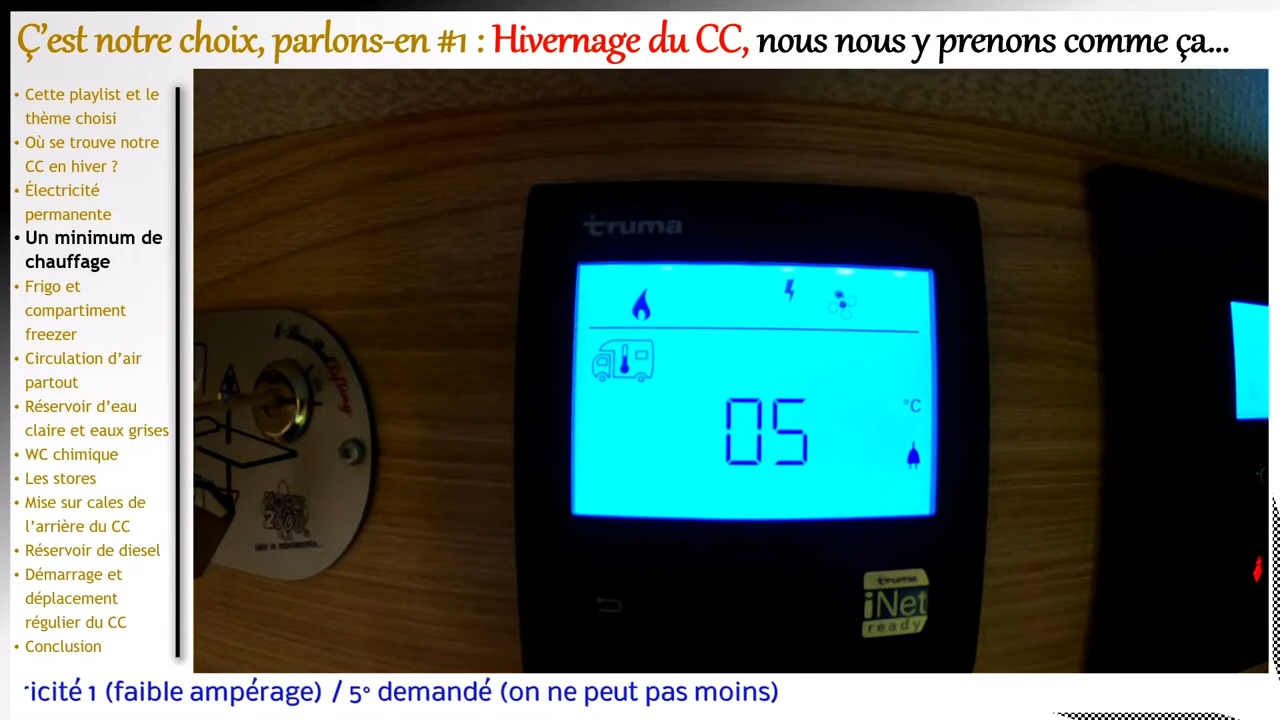 Ç’est notre choix, parlons-en #1 : Hivernage du CC, nous nous y prenons comme ça...
• Cette playlist et le
thème choisi
• Où se trouve notre
CC en hiver ?
• Électricité
permanente
• Un minimum de
chauffage
• Frigo et
compartiment
freezer
• Circulation d’air
partout
• Réservoir d’eau
claire et eaux grises
• WC chimique
• Les stores
• Mise sur cales de
l’arrière du CC
• Réservoir de diesel
• Démarrage et
déplacement
régulier du CC
• Conclusion
truma
05
°C
truma
iNet
ready
ricité 1 (faible ampérage) / 5° demandé (on ne peut pas moins)